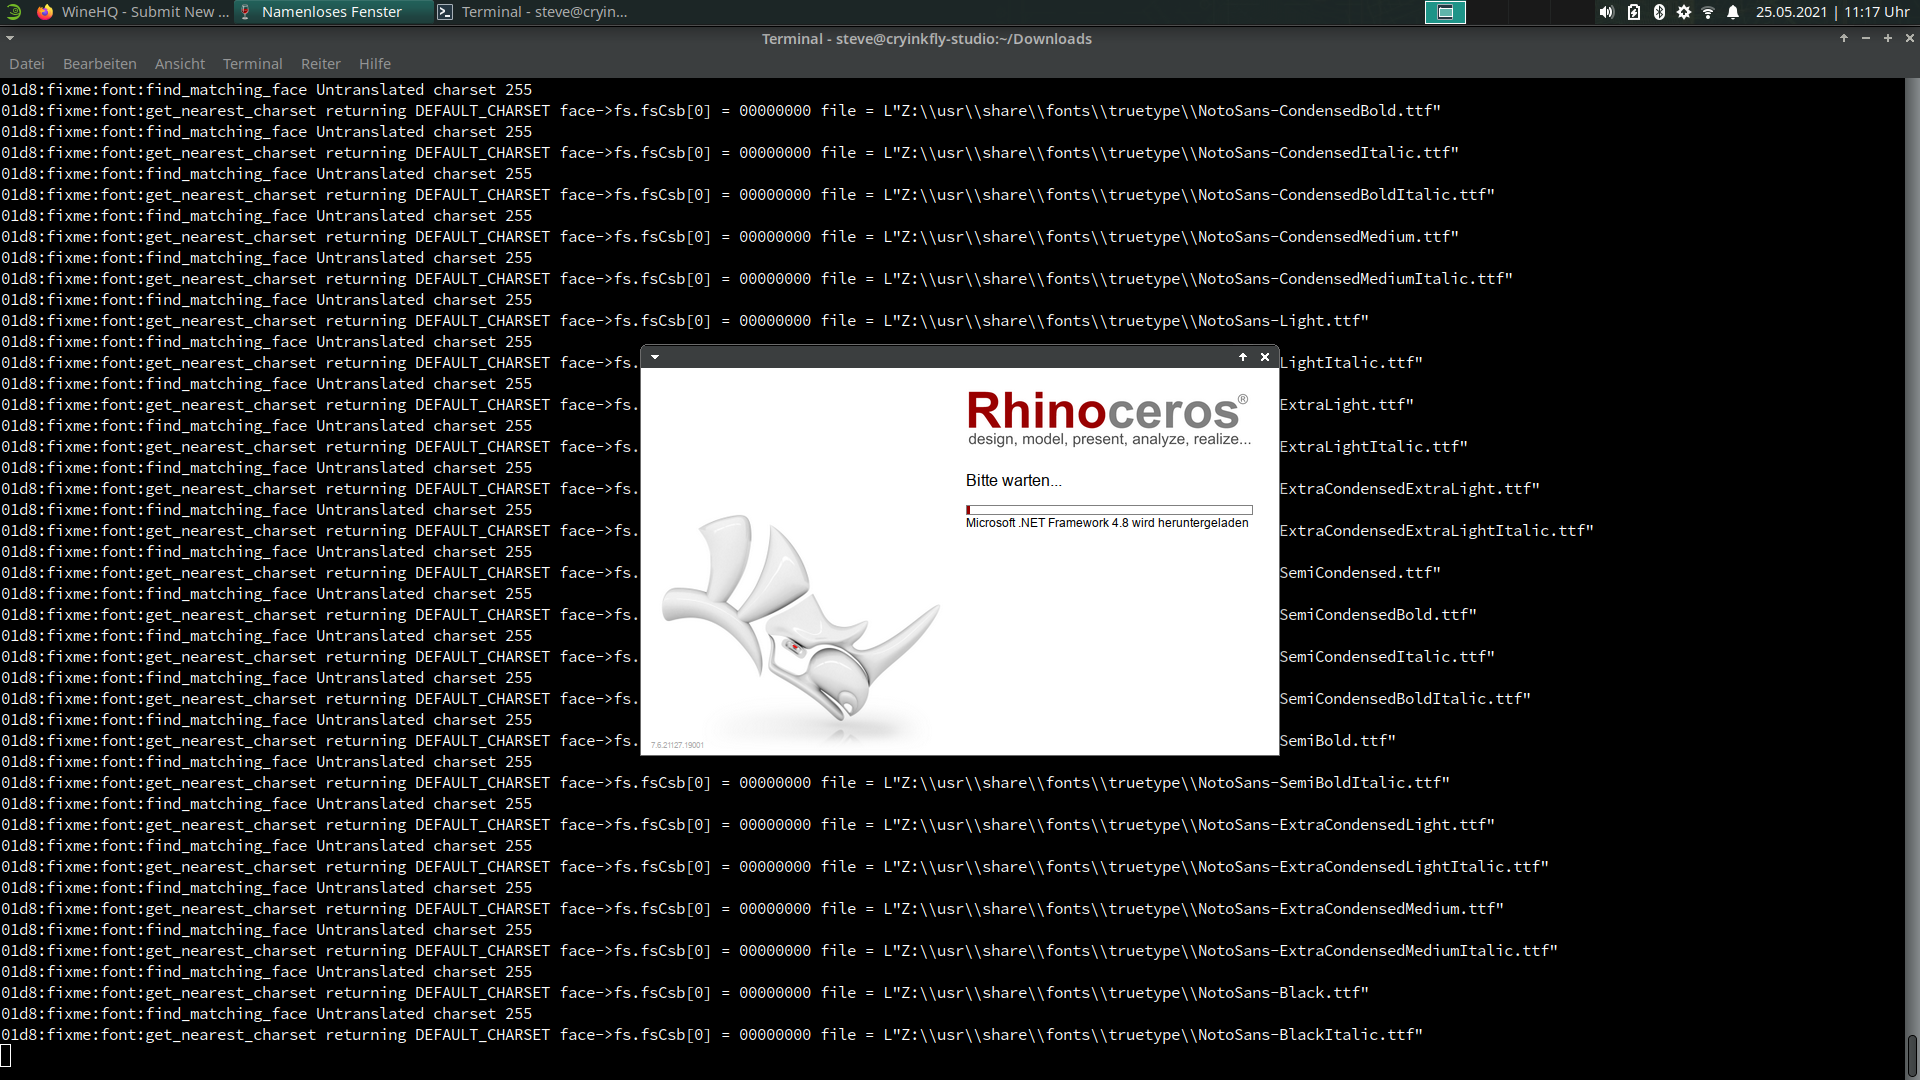 WineHQ - Submit New ...
Namenloses Fenster
Terminal - steve@cryin...
25.05.2021 | 11:17 Uhr
Terminal - steve@cryinkfly-studio:~/Downloads
Datei Bearbeiten Ansicht Terminal Reiter Hilfe
01d8:fixme:font:find_matching_face Untranslated charset 255
01d8:fixme:font:get_nearest_charset returning DEFAULT_CHARSET face->fs.fsCsb[0] = 00000000 file = L"Z:\\usr\\share\\fonts\\truetype\\NotoSans-CondensedBold.ttf"
01d8:fixme:font:find_matching_face Untranslated charset 255
01d8:fixme:font:get_nearest_charset returning DEFAULT_CHARSET face->fs.fsCsb[0] = 00000000 file = L"Z:\\usr\\share\\fonts\\truetype\\NotoSans-CondensedItalic.ttf"
01d8:fixme:font:find_matching_face Untranslated charset 255
01d8:fixme:font:get_nearest_charset returning DEFAULT_CHARSET face->fs.fsCsb[0] = 00000000 file = L"Z:\\usr\\share\\fonts\\truetype\\NotoSans-CondensedBoldItalic.ttf"
01d8:fixme:font:find_matching_face Untranslated charset 255
01d8:fixme:font:get_nearest_charset returning DEFAULT_CHARSET face->fs.fsCsb[0] = 00000000 file = L"Z:\\usr\\share\\fonts\\truetype\\NotoSans-CondensedMedium.ttf"
01d8:fixme:font:find_matching_face Untranslated charset 255
01d8:fixme:font:get_nearest_charset returning DEFAULT_CHARSET face->fs.fsCsb[0] = 00000000 file = L"Z:\\usr\\share\\fonts\\truetype\\NotoSans-CondensedMediumItalic.ttf"
01d8:fixme:font:find_matching_face Untranslated charset 255
01d8:fixme:font:get_nearest_charset returning DEFAULT_CHARSET face->fs.fsCsb[0] = 00000000 file = L"Z:\\usr\\share\\fonts\\truetype\\NotoSans-Light.ttf"
01d8:fixme:font:find_matching_face Untranslated charset 255
01d8:fixme:font:get_nearest_charset returning DEFAULT_CHARSET face->fs. LightItalic.ttf"
01d8:fixme:font:find_matching_face Untranslated charset 255
01d8:fixme:font:get_nearest_charset returning DEFAULT_CHARSET face->fs. ExtraLight.ttf"
01d8:fixme:font:find_matching_face Untranslated charset 255
01d8:fixme:font:get_nearest_charset returning DEFAULT_CHARSET face->fs. ExtraLightItalic.ttf"
01d8:fixme:font:find_matching_face Untranslated charset 255
01d8:fixme:font:get_nearest_charset returning DEFAULT_CHARSET face->fs. ExtraCondensedExtraLight.ttf"
01d8:fixme:font:find_matching_face Untranslated charset 255
01d8:fixme:font:get_nearest_charset returning DEFAULT_CHARSET face->fs. ExtraCondensedExtraLightItalic.ttf"
01d8:fixme:font:find_matching_face Untranslated charset 255
01d8:fixme:font:get_nearest_charset returning DEFAULT_CHARSET face->fs. SemiCondensed.ttf"
01d8:fixme:font:find_matching_face Untranslated charset 255
01d8:fixme:font:get_nearest_charset returning DEFAULT_CHARSET face->fs. SemiCondensedBold.ttf"
01d8:fixme:font:find_matching_face Untranslated charset 255
01d8:fixme:font:get_nearest_charset returning DEFAULT_CHARSET face->fs. SemiCondensedItalic.ttf"
01d8:fixme:font:find_matching_face Untranslated charset 255
01d8:fixme:font:get_nearest_charset returning DEFAULT_CHARSET face->fs. SemiCondensedBoldItalic.ttf"
01d8:fixme:font:find_matching_face Untranslated charset 255
01d8:fixme:font:get_nearest_charset returning DEFAULT_CHARSET face->fs. SemiBold.ttf"
01d8:fixme:font:find_matching_face Untranslated charset 255
01d8:fixme:font:get_nearest_charset returning DEFAULT_CHARSET face->fs.fsCsb[0] = 00000000 file = L"Z:\\usr\\share\\fonts\\truetype\\NotoSans-SemiBoldItalic.ttf"
01d8:fixme:font:find_matching_face Untranslated charset 255
01d8:fixme:font:get_nearest_charset returning DEFAULT_CHARSET face->fs.fsCsb[0] = 00000000 file = L"Z:\\usr\\share\\fonts\\truetype\\NotoSans-ExtraCondensedLight.ttf"
01d8:fixme:font:find_matching_face Untranslated charset 255
01d8:fixme:font:get_nearest_charset returning DEFAULT_CHARSET face->fs.fsCsb[0] = 00000000 file = L"Z:\\usr\\share\\fonts\\truetype\\NotoSans-ExtraCondensedLightItalic.ttf"
01d8:fixme:font:find_matching_face Untranslated charset 255
01d8:fixme:font:get_nearest_charset returning DEFAULT_CHARSET face->fs.fsCsb[0] = 00000000 file = L"Z:\\usr\\share\\fonts\\truetype\\NotoSans-ExtraCondensedMedium.ttf"
01d8:fixme:font:find_matching_face Untranslated charset 255
01d8:fixme:font:get_nearest_charset returning DEFAULT_CHARSET face->fs.fsCsb[0] = 00000000 file = L"Z:\\usr\\share\\fonts\\truetype\\NotoSans-ExtraCondensedMediumItalic.ttf"
01d8:fixme:font:find_matching_face Untranslated charset 255
01d8:fixme:font:get_nearest_charset returning DEFAULT_CHARSET face->fs.fsCsb[0] = 00000000 file = L"Z:\\usr\\share\\fonts\\truetype\\NotoSans-Black.ttf"
01d8:fixme:font:find_matching_face Untranslated charset 255
01d8:fixme:font:get_nearest_charset returning DEFAULT_CHARSET face->fs.fsCsb[0] = 00000000 file = L"Z:\\usr\\share\\fonts\\truetype\\NotoSans-BlackItalic.ttf"
Rhinoceros®
design, model, present, analyze, realize...
Bitte warten...
Microsoft .NET Framework 4.8 wird heruntergeladen
7.6.21127.19001